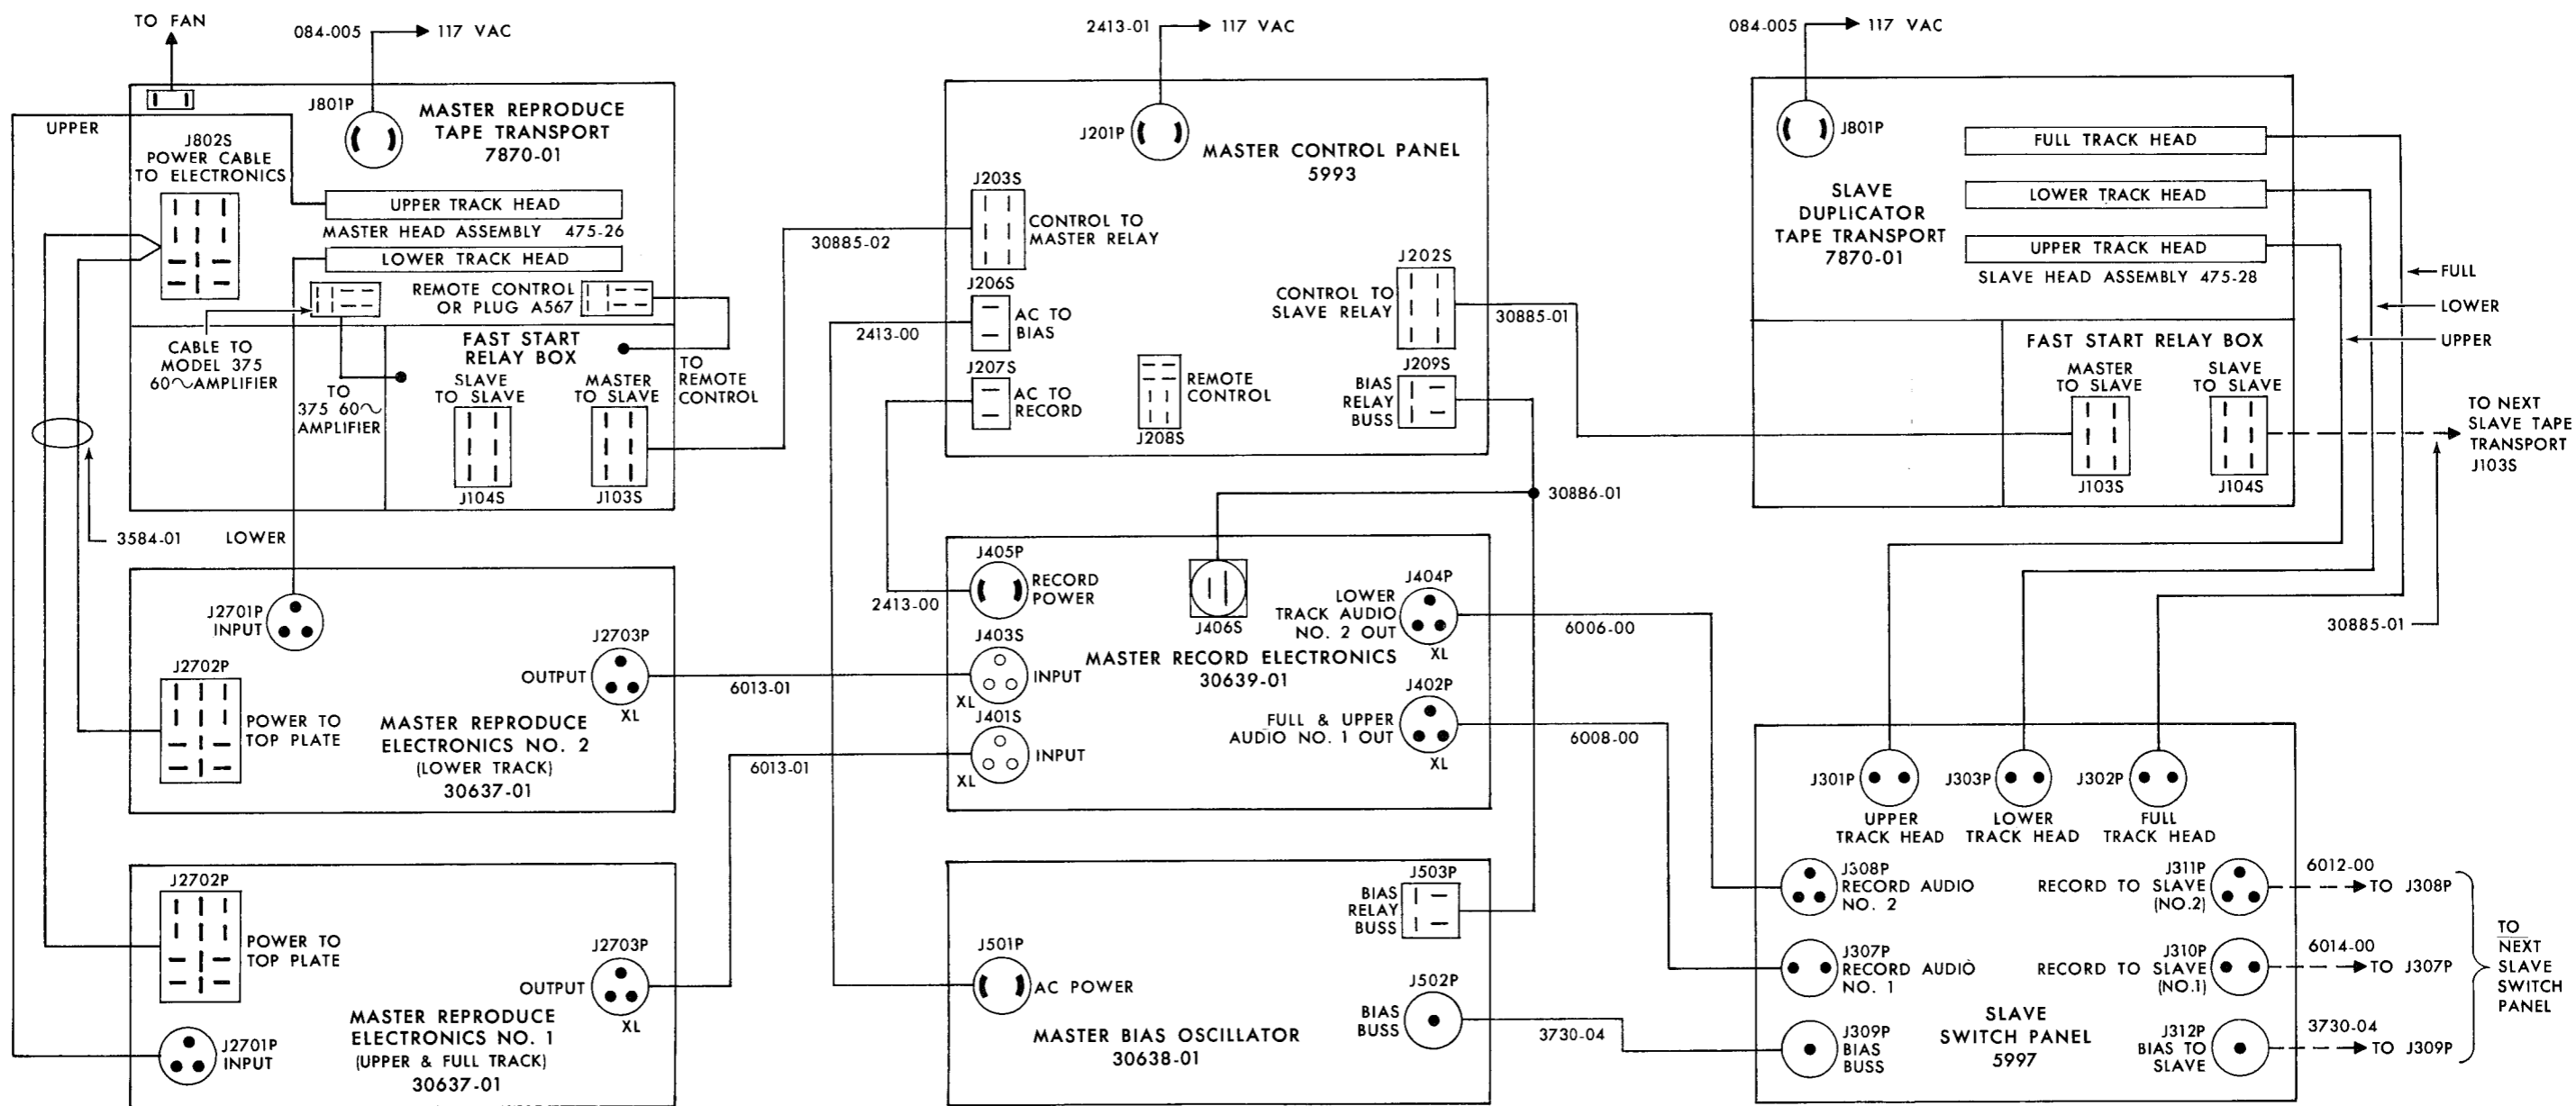 TO FAN
084-005
117 VAC
UPPER
J801P
MASTER REPRODUCE
TAPE TRANSPORT
7870-01
J802S
POWER CABLE
TO ELECTRONICS
UPPER TRACK HEAD
MASTER HEAD ASSEMBLY 475-26
LOWER TRACK HEAD
REMOTE CONTROL
OR PLUG A567
CABLE TO
MODEL 375
60~AMPLIFIER
TO
375 60~
AMPLIFIER
FAST START
RELAY BOX
SLAVE
TO SLAVE
J104S
MASTER
TO SLAVE
J103S
TO
REMOTE
CONTROL
3584-01
LOWER
30885-02
2413-01
117 VAC
J201P
MASTER CONTROL PANEL
5993
J203S
CONTROL TO
MASTER RELAY
J206S
AC TO
BIAS
2413-00
J207S
AC TO
RECORD
REMOTE
CONTROL
J208S
J202S
CONTROL TO
SLAVE RELAY
J209S
BIAS
RELAY
BUSS
30885-01
30886-01
084-005
117 VAC
J801P
SLAVE
DUPLICATOR
TAPE TRANSPORT
7870-01
FULL TRACK HEAD
LOWER TRACK HEAD
UPPER TRACK HEAD
SLAVE HEAD ASSEMBLY 475-28
FULL
LOWER
UPPER
FAST START RELAY BOX
MASTER
TO SLAVE
J103S
SLAVE
TO SLAVE
J104S
TO NEXT
SLAVE TAPE
TRANSPORT
J103S
30885-01
J2701P
INPUT
J2702P
POWER TO
TOP PLATE
J2703P
OUTPUT
XL
MASTER REPRODUCE
ELECTRONICS NO. 2
(LOWER TRACK)
30637-01
6013-01
J405P
RECORD
POWER
2413-00
J403S
INPUT
XL
J401S
INPUT
XL
J406S
MASTER RECORD ELECTRONICS
30639-01
J404P
LOWER
TRACK AUDIO
NO. 2 OUT
XL
J402P
FULL & UPPER
AUDIO NO. 1 OUT
XL
6006-00
6008-00
6013-01
J2702P
POWER TO
TOP PLATE
J2703P
OUTPUT
XL
MASTER REPRODUCE
ELECTRONICS NO. 1
(UPPER & FULL TRACK)
30637-01
J2701P
INPUT
J501P
AC POWER
MASTER BIAS OSCILLATOR
30638-01
J503P
BIAS
RELAY
BUSS
J502P
BIAS
BUSS
3730-04
J301P
UPPER
TRACK HEAD
J303P
LOWER
TRACK HEAD
J302P
FULL
TRACK HEAD
J308P
RECORD AUDIO
NO. 2
J311P
RECORD TO SLAVE
(NO.2)
6012-00
TO J308P
J307P
RECORD AUDIO
NO. 1
J310P
RECORD TO SLAVE
(NO.1)
6014-00
TO J307P
J309P
BIAS
BUSS
SLAVE
SWITCH PANEL
5997
J312P
BIAS TO
SLAVE
3730-04
TO J309P
TO
NEXT
SLAVE
SWITCH
PANEL